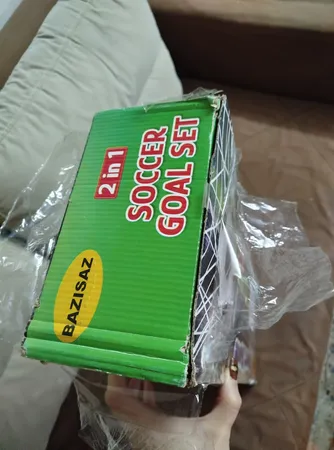 2 in 1
SOCCER
GOAL SET
BAZISAZ